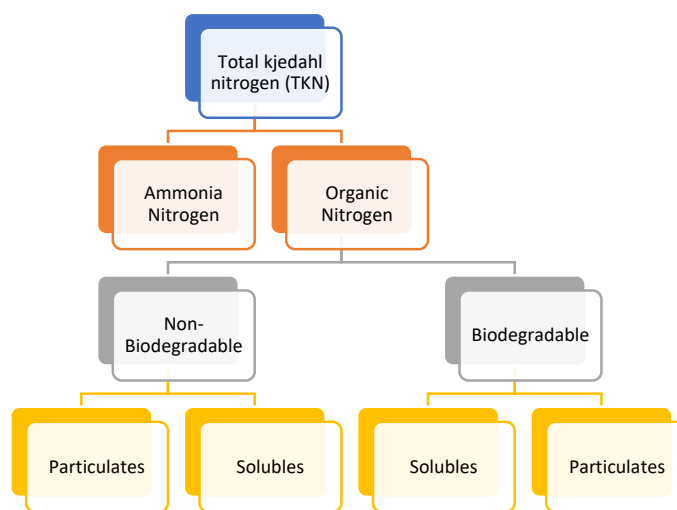 Total kjedahl
nitrogen (TKN)
Ammonia
Nitrogen
Organic
Nitrogen
Non-
Biodegradable
Biodegradable
Particulates
Solubles
Solubles
Particulates